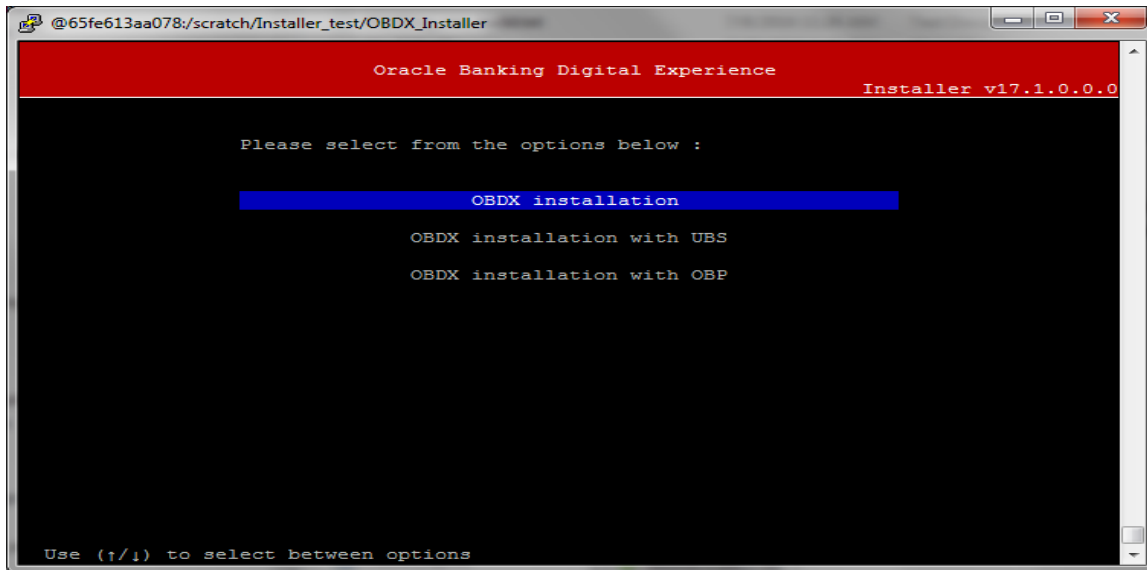 @65fe613aa078:/scratch/Installer_test/OBDX_Installer
Oracle Banking Digital Experience
Installer v17.1.0.0.0
Please select from the options below :
OBDX installation
OBDX installation with UBS
OBDX installation with OBP
Use (↑/↓) to select between options